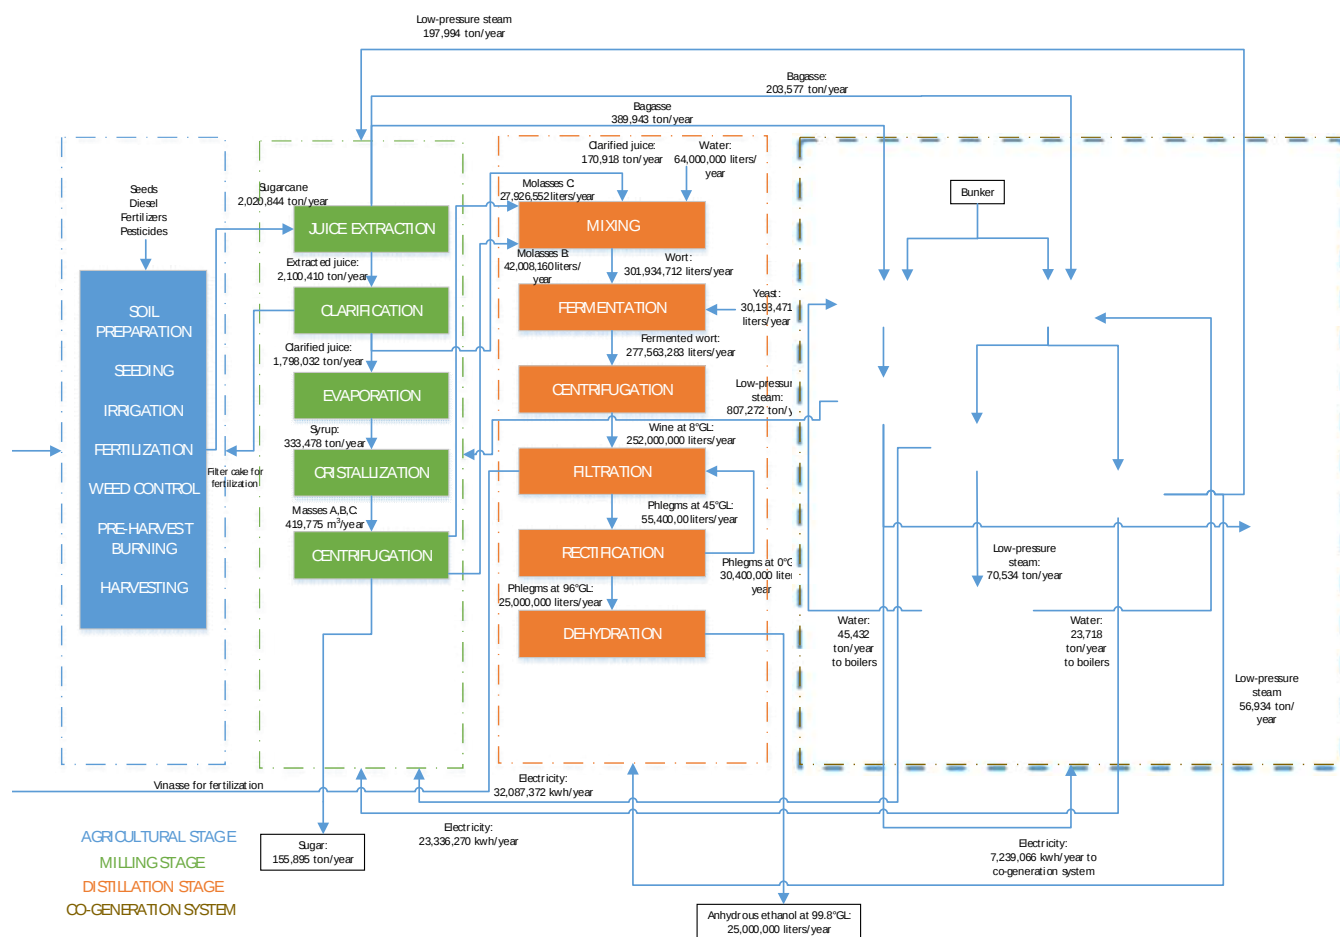 Low-pressure steam
197,994 ton/year
Bagasse:
203,577 ton/year
Bagasse
389,943 ton/year
Clarified juice:
170,918 ton/year
Water:
64,000,000 liters/
year
Seeds
Diesel
Fertilizers
Pesticides
Sugarcane
2,020,844 ton/year
Molasses C:
27,926,552 liters/year
Bunker
JUICE EXTRACTION
MIXING
Extracted juice:
2,100,410 ton/year
Molasses B:
42,008,160 liters/
year
Wort:
301,934,712 liters/year
SOIL
PREPARATION
SEEDING
IRRIGATION
FERTILIZATION
WEED CONTROL
PRE-HARVEST
BURNING
HARVESTING
CLARIFICATION
FERMENTATION
Yeast:
30,193,471
liters/year
Clarified juice:
1,798,032 ton/year
Fermented wort:
277,563,283 liters/year
EVAPORATION
CENTRIFUGATION
Low-pressur
steam:
807,272 ton/y
Syrup:
333,478 ton/year
Wine at 8°GL:
252,000,000 liters/year
Filter cake for
fertilization
CRISTALLIZATION
FILTRATION
Masses A,B,C:
419,775 m³/year
Phlegms at 45°GL:
55,400,00 liters/year
CENTRIFUGATION
RECTIFICATION
Low-pressure
steam:
70,534 ton/year
Phlegms at 0°G
30,400,000 liter
year
Phlegms at 96°GL:
25,000,000 liters/year
DEHYDRATION
Water:
45,432
ton/year
to boilers
Water:
23,718
ton/year
to boilers
Low-pressure
steam
56,934 ton/
year
Vinasse for fertilization
Electricity:
32,087,372 kwh/year
Electricity:
23,336,270 kwh/year
Electricity:
7,239,066 kwh/year to
co-generation system
Sugar:
155,895 ton/year
AGRICULTURAL STAGE
MILLING STAGE
DISTILLATION STAGE
CO-GENERATION SYSTEM
Anhydrous ethanol at 99.8°GL:
25,000,000 liters/year